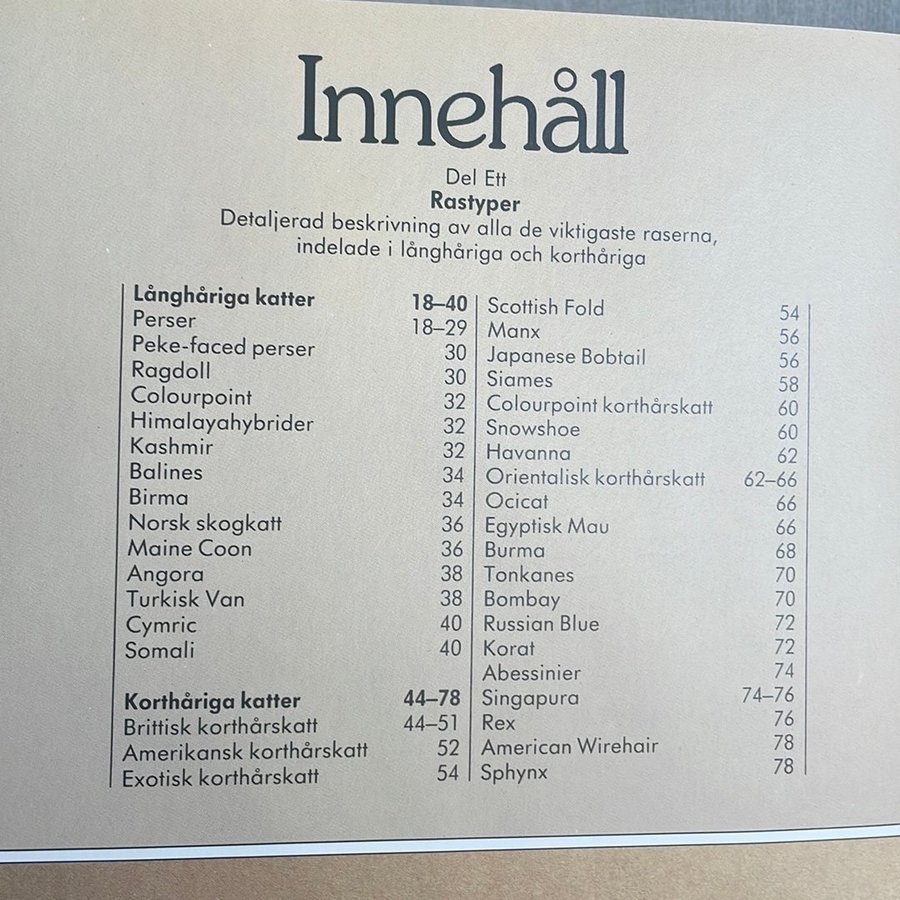 Innehåll
Del Ett
Rastyper
Detaljerad beskrivning av alla de viktigaste raserna,
indelade i långhåriga och korthåriga
Långhåriga katter 18–40
Perser 18–29
Peke-faced perser 30
Ragdoll 30
Colourpoint 32
Himalayahybrider 32
Kashmir 32
Balines 34
Birma 34
Norsk skogkatt 36
Maine Coon 36
Angora 38
Turkisk Van 38
Cymric 40
Somali 40
Korthåriga katter 44–78
Brittisk korthårskatt 44–51
Amerikansk korthårskatt 52
Exotisk korthårskatt 54
Scottish Fold 54
Manx 56
Japanese Bobtail 56
Siames 58
Colourpoint korthårskatt 60
Snowshoe 60
Havanna 62
Orientalisk korthårskatt 62–66
Ocicat 66
Egyptisk Mau 66
Burma 68
Tonkanes 70
Bombay 70
Russian Blue 72
Korat 72
Abessinier 74
Singapura 74–76
Rex 76
American Wirehair 78
Sphynx 78